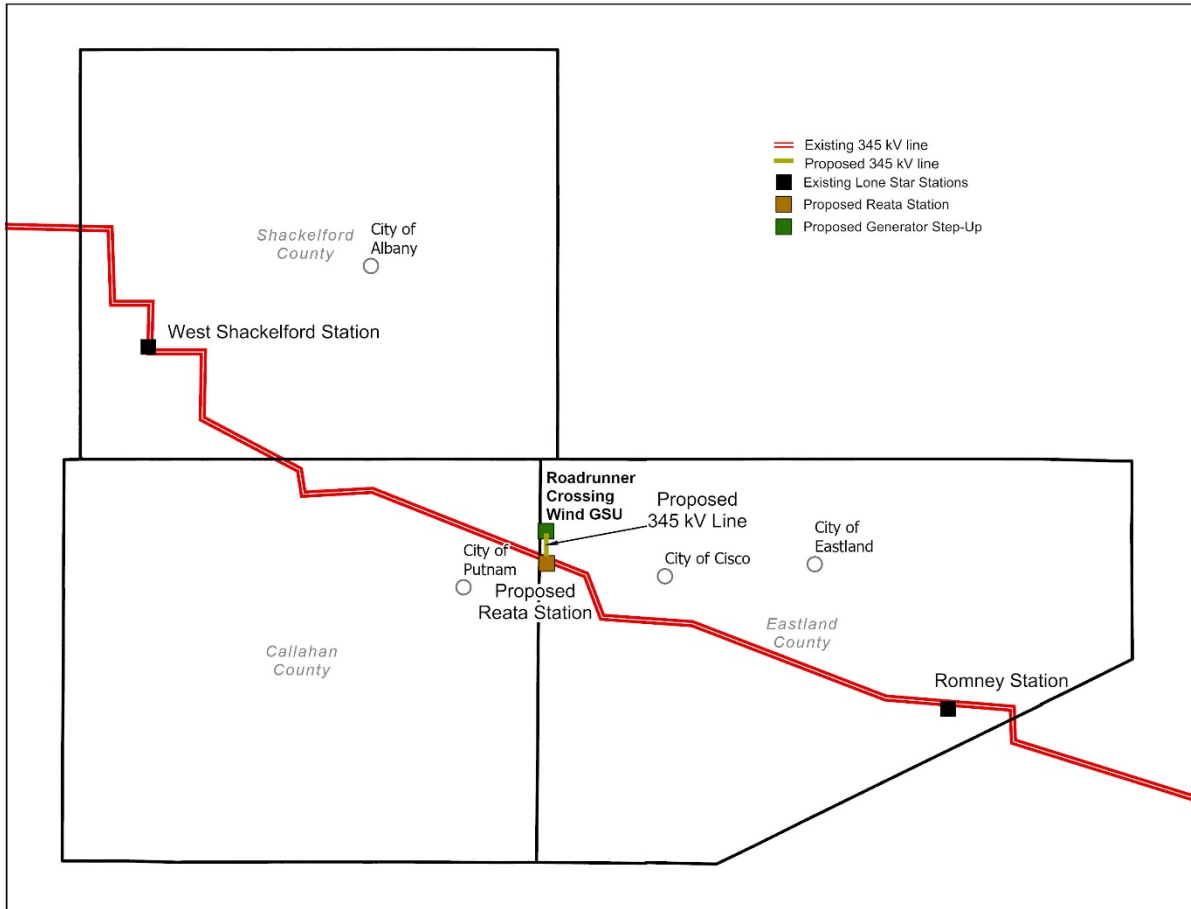 Existing 345 kV line
Proposed 345 kV line
Existing Lone Star Stations
Proposed Reata Station
Proposed Generator Step-Up
Shackelford
County
City of
Albany
West Shackelford Station
Roadrunner
Crossing
Wind GSU
Proposed
345 kV Line
City of
Putnam
City of Cisco
City of
Eastland
Proposed
Reata Station
Callahan
County
Eastland
County
Romney Station